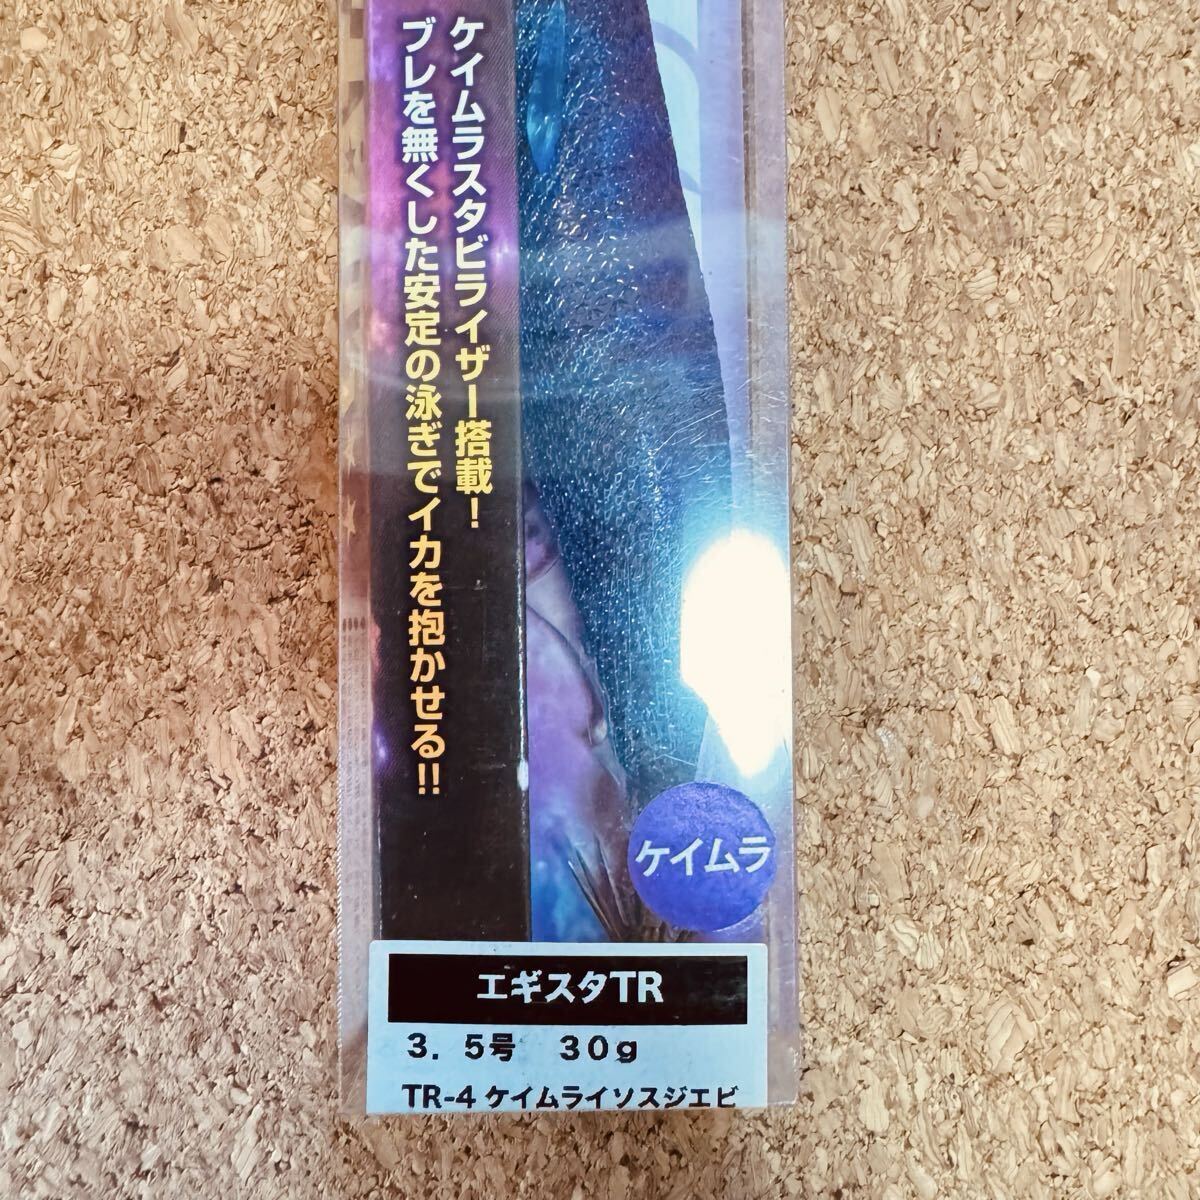 ケイムラスタビライザー搭載！
ブレを無くした安定の泳ぎでイカを抱かせる!!
ケイムラ
エギスタTR
3．5号　30g
TR-4 ケイムライソスジエビ